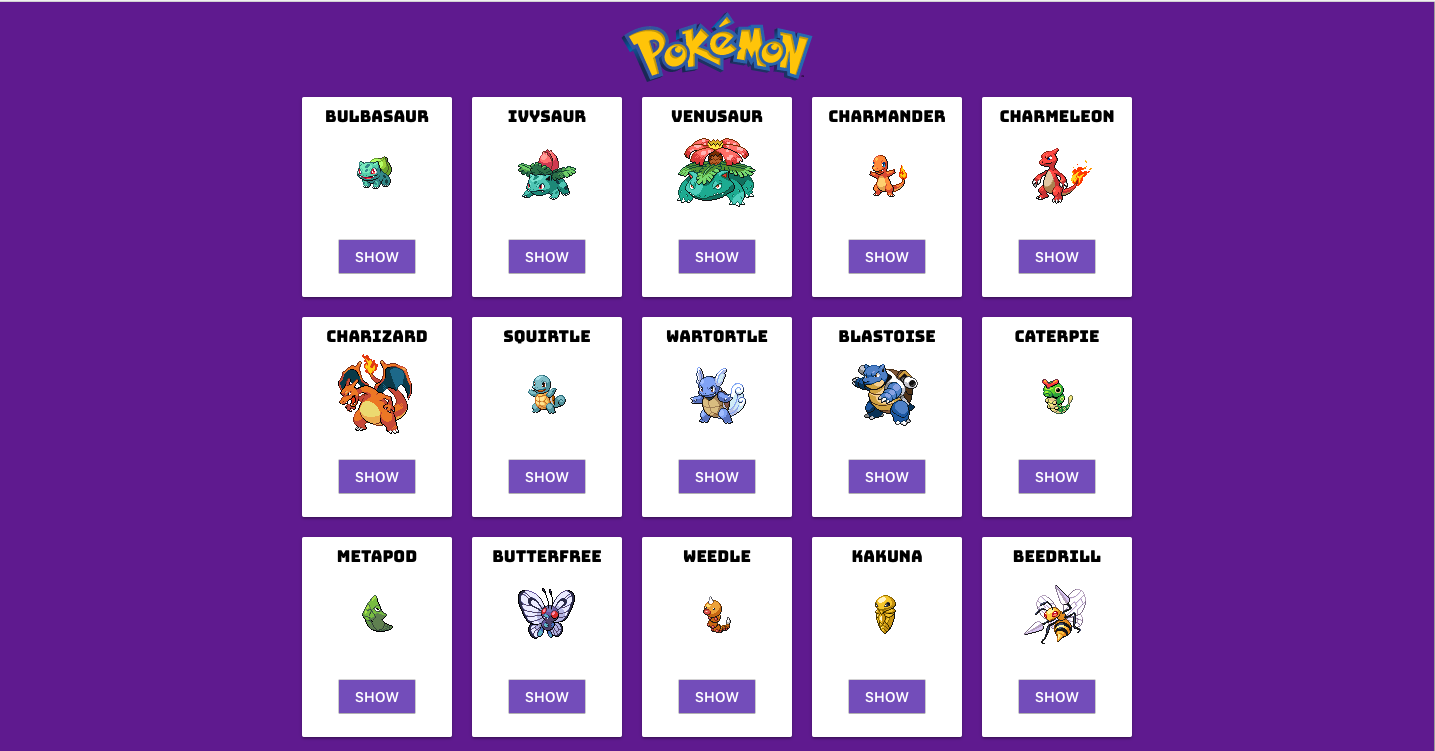 POKÉMON
BULBASAUR
IVYSAUR
VENUSAUR
CHARMANDER
CHARMELEON
SHOW
SHOW
SHOW
SHOW
SHOW
CHARIZARD
SQUIRTLE
WARTORTLE
BLASTOISE
CATERPIE
SHOW
SHOW
SHOW
SHOW
SHOW
METAPOD
BUTTERFREE
WEEDLE
KAKUNA
BEEDRILL
SHOW
SHOW
SHOW
SHOW
SHOW